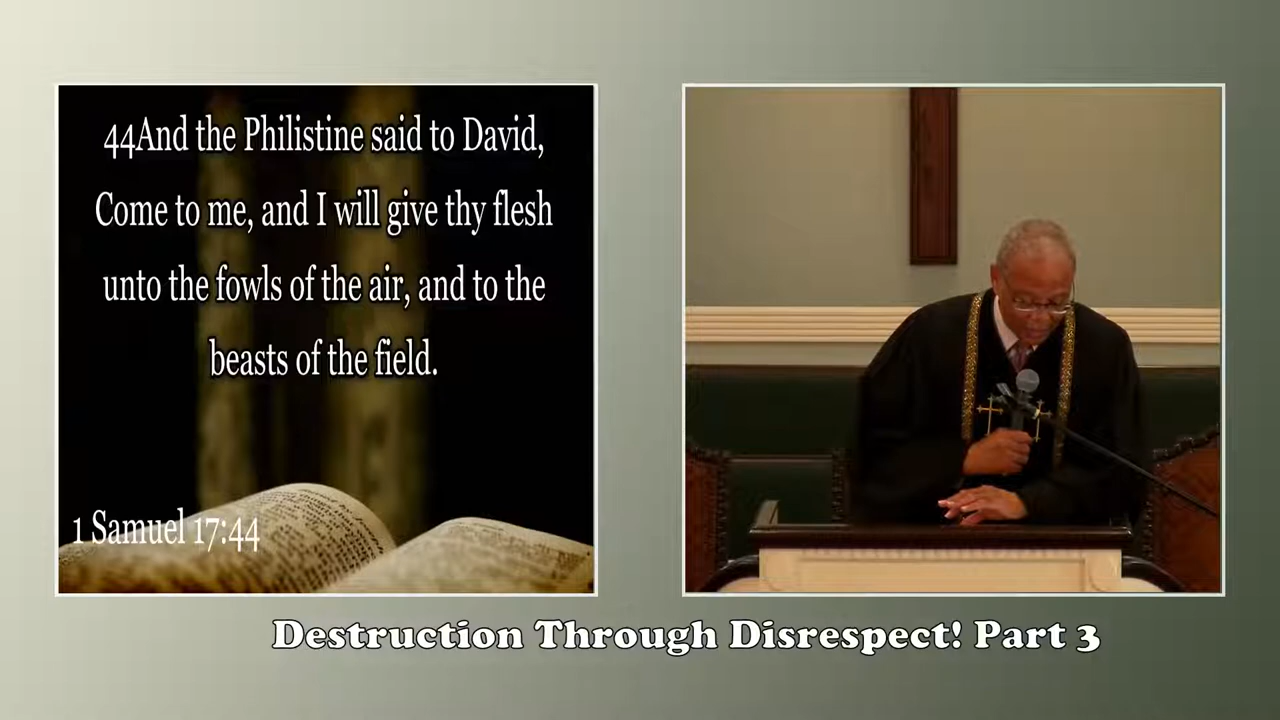 44And the Philistine said to David,
Come to me, and I will give thy flesh
unto the fowls of the air, and to the
beasts of the field.
1 Samuel 17:44
Destruction Through Disrespect! Part 3